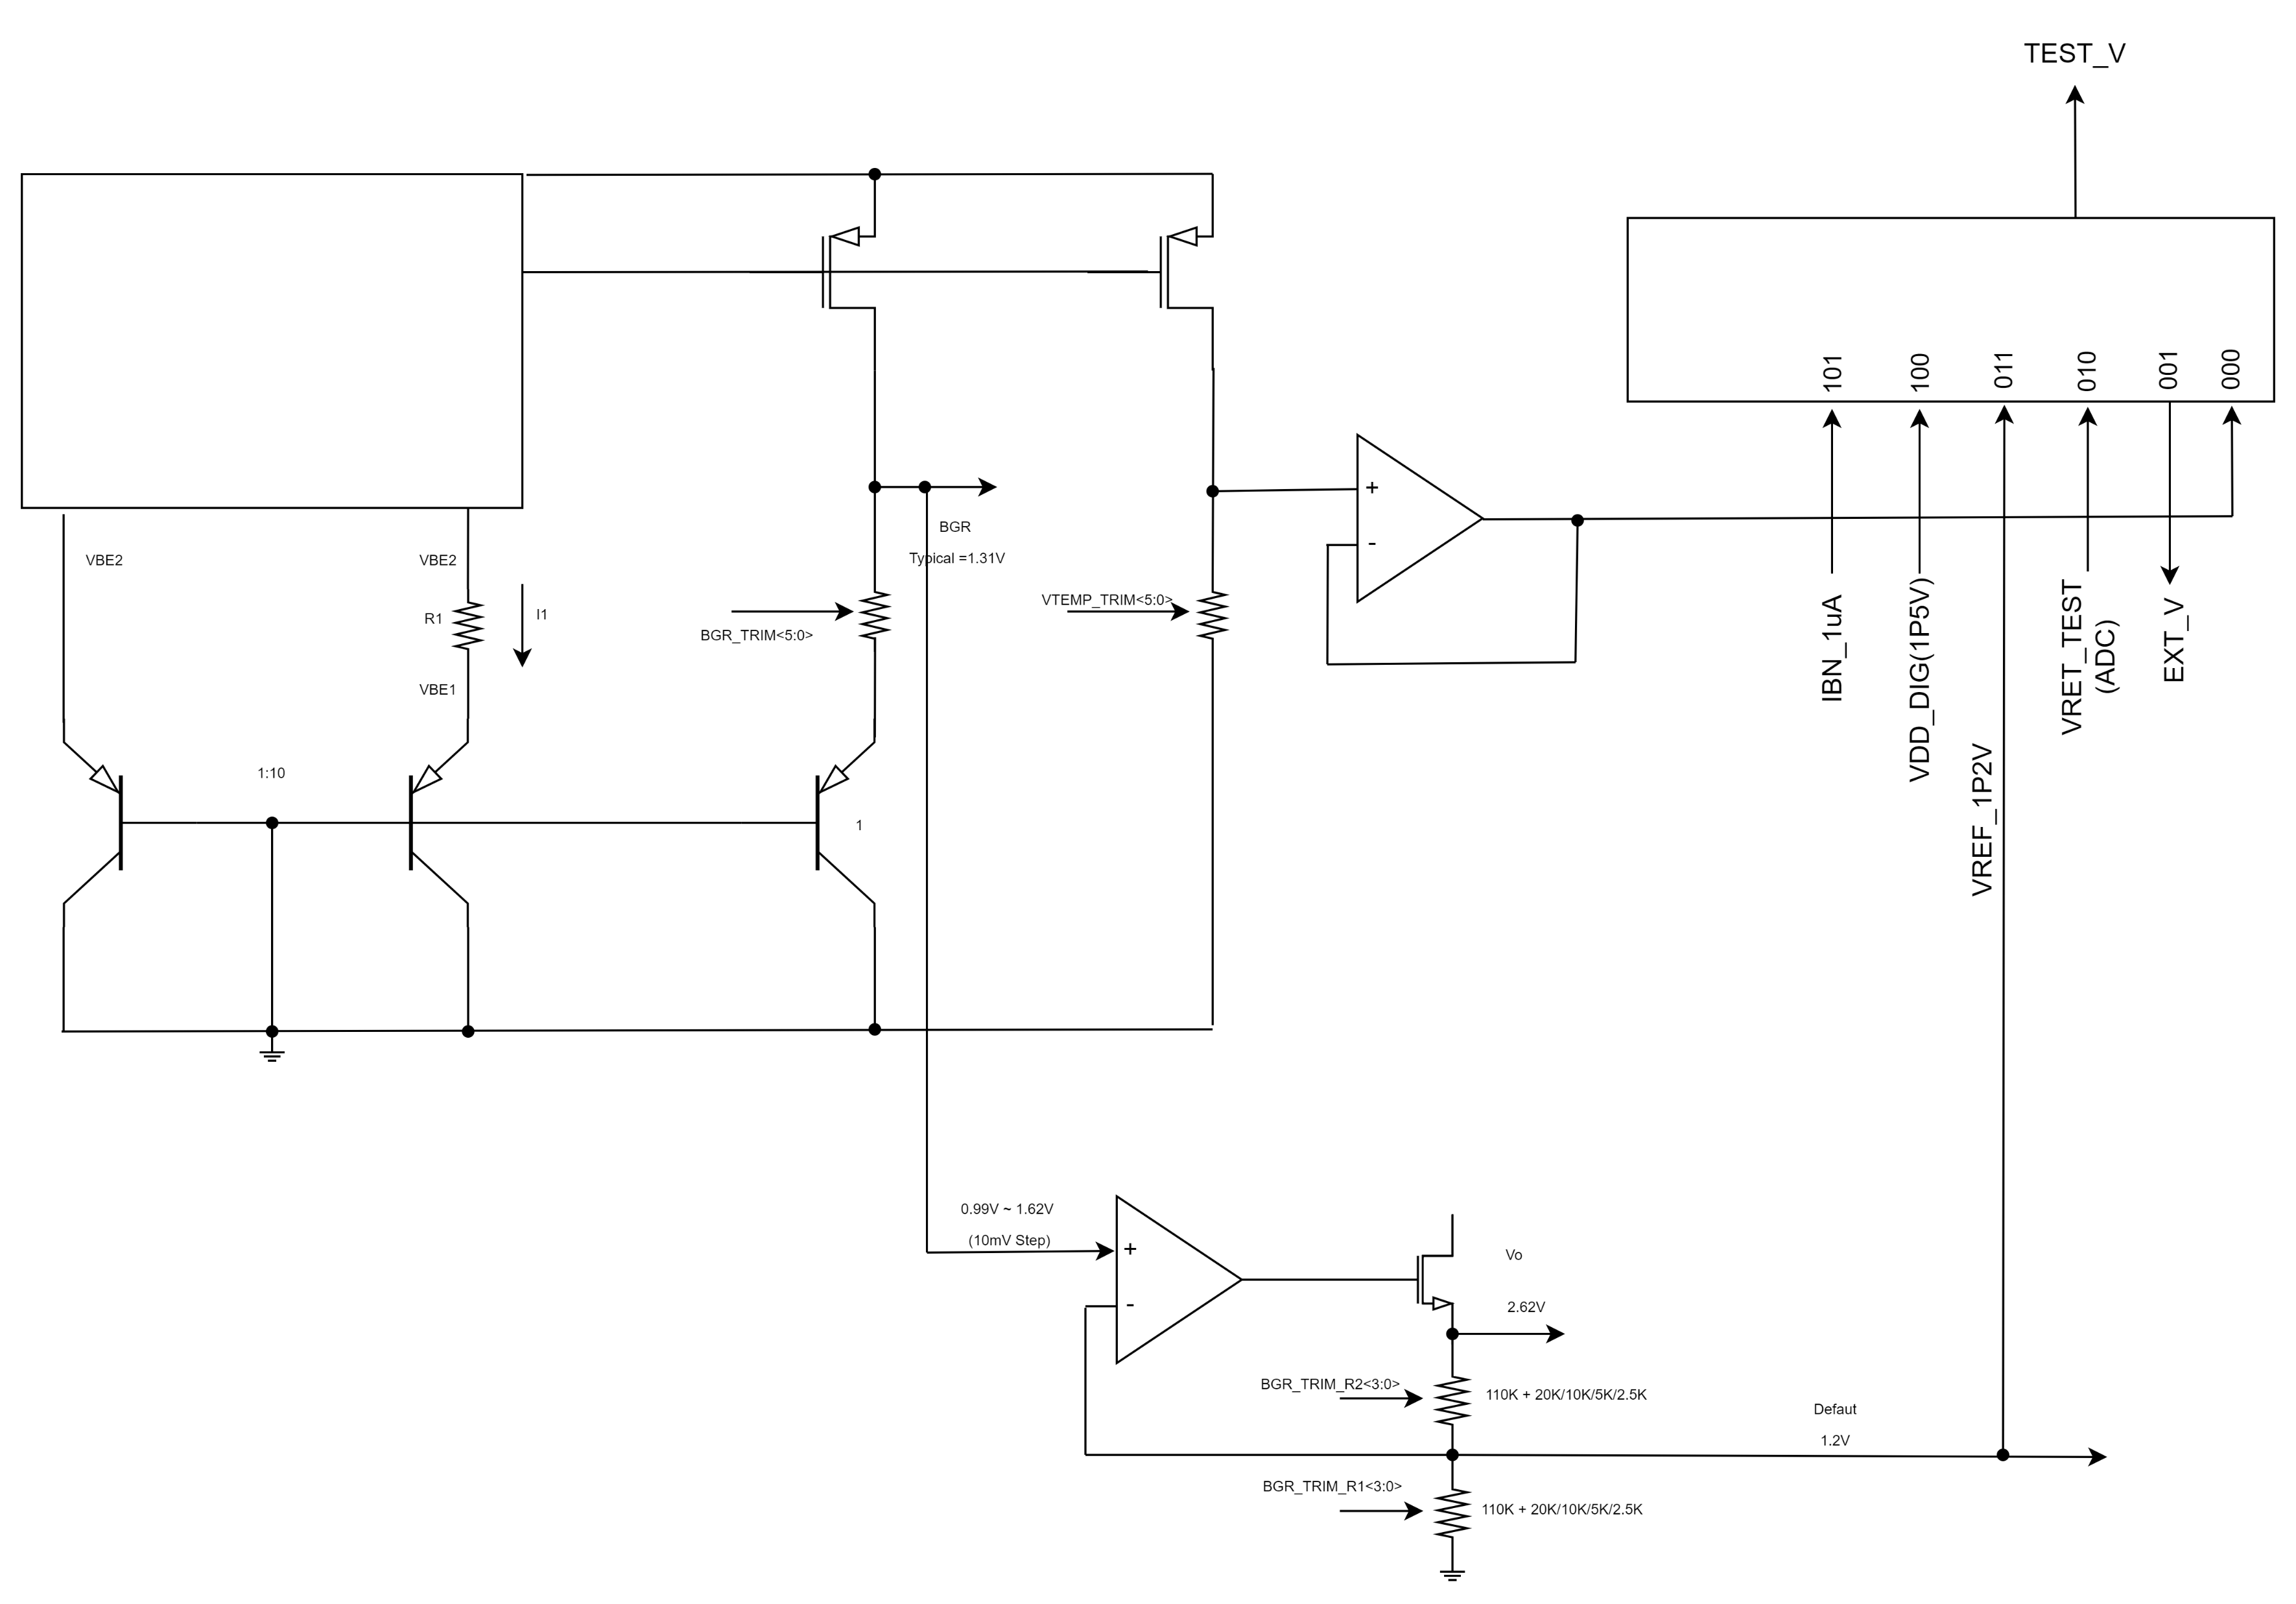 TEST_V
101
100
011
010
001
000
BGR
Typical =1.31V
VBE2
VBE2
R1
I1
VTEMP_TRIM<5:0>
BGR_TRIM<5:0>
VBE1
+
-
IBN_1uA
VDD_DIG(1P5V)
VREF_1P2V
VRET_TEST
(ADC)
EXT_V
1:10
1
0.99V ~ 1.62V
(10mV Step)
+
-
Vo
2.62V
BGR_TRIM_R2<3:0>
110K + 20K/10K/5K/2.5K
Defaut
1.2V
BGR_TRIM_R1<3:0>
110K + 20K/10K/5K/2.5K